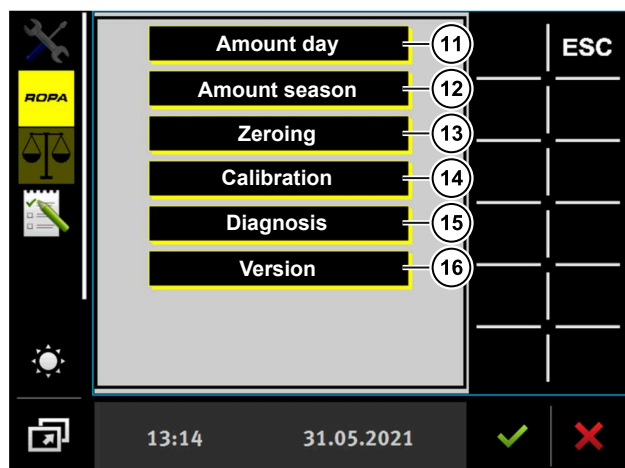 Amount day
11
ESC
ROPA
Amount season
12
Zeroing
13
Calibration
14
Diagnosis
15
Version
16
13:14
31.05.2021